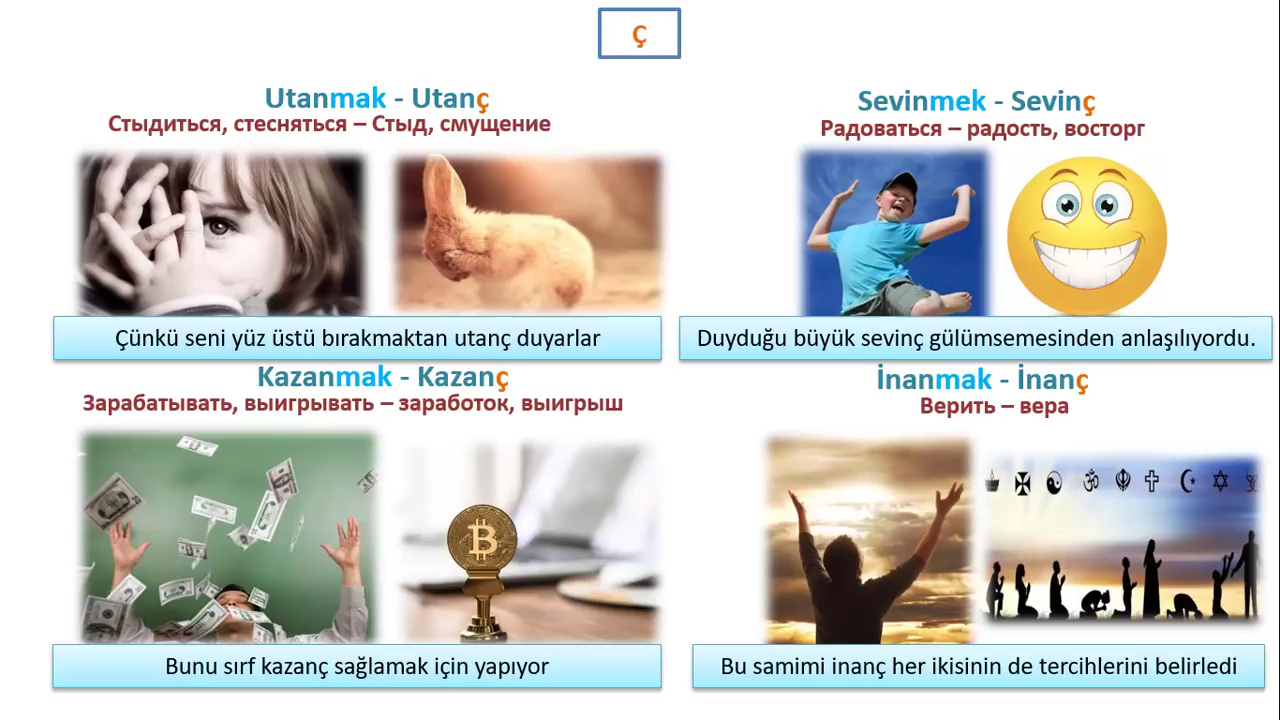 Ç
Utanmak - Utanç
Стыдиться, стесняться – Стыд, смущение
Çünkü seni yüz üstü bırakmaktan utanç duyarlar
Sevinmek - Sevinç
Радоваться – радость, восторг
Duyduğu büyük sevinç gülümsemesinden anlaşılıyordu.
Kazanmak - Kazanç
Зарабатывать, выигрывать – заработок, выигрыш
Bunu sırf kazanç sağlamak için yapıyor
İnanmak - İnanç
Верить – вера
Bu samimi inanç her ikisinin de tercihlerini belirledi